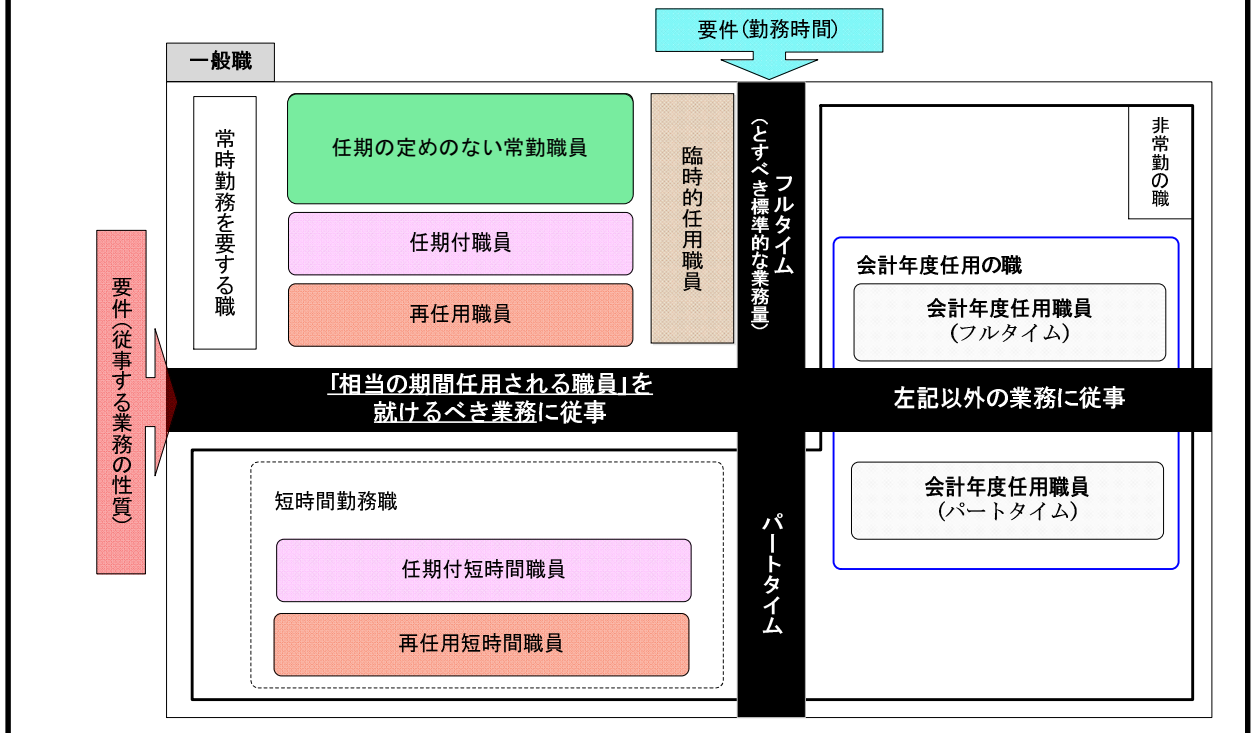 要件(勤務時間)
一般職
常時勤務を要する職
任期の定めのない常勤職員
任期付職員
再任用職員
臨時的任用職員
フルタイム
(とすべき標準的な業務量)
非常勤の職
会計年度任用の職
会計年度任用職員
(フルタイム)
要件(従事する業務の性質)
「相当の期間任用される職員」を
就けるべき業務に従事
左記以外の業務に従事
短時間勤務職
任期付短時間職員
再任用短時間職員
パートタイム
会計年度任用職員
(パートタイム)